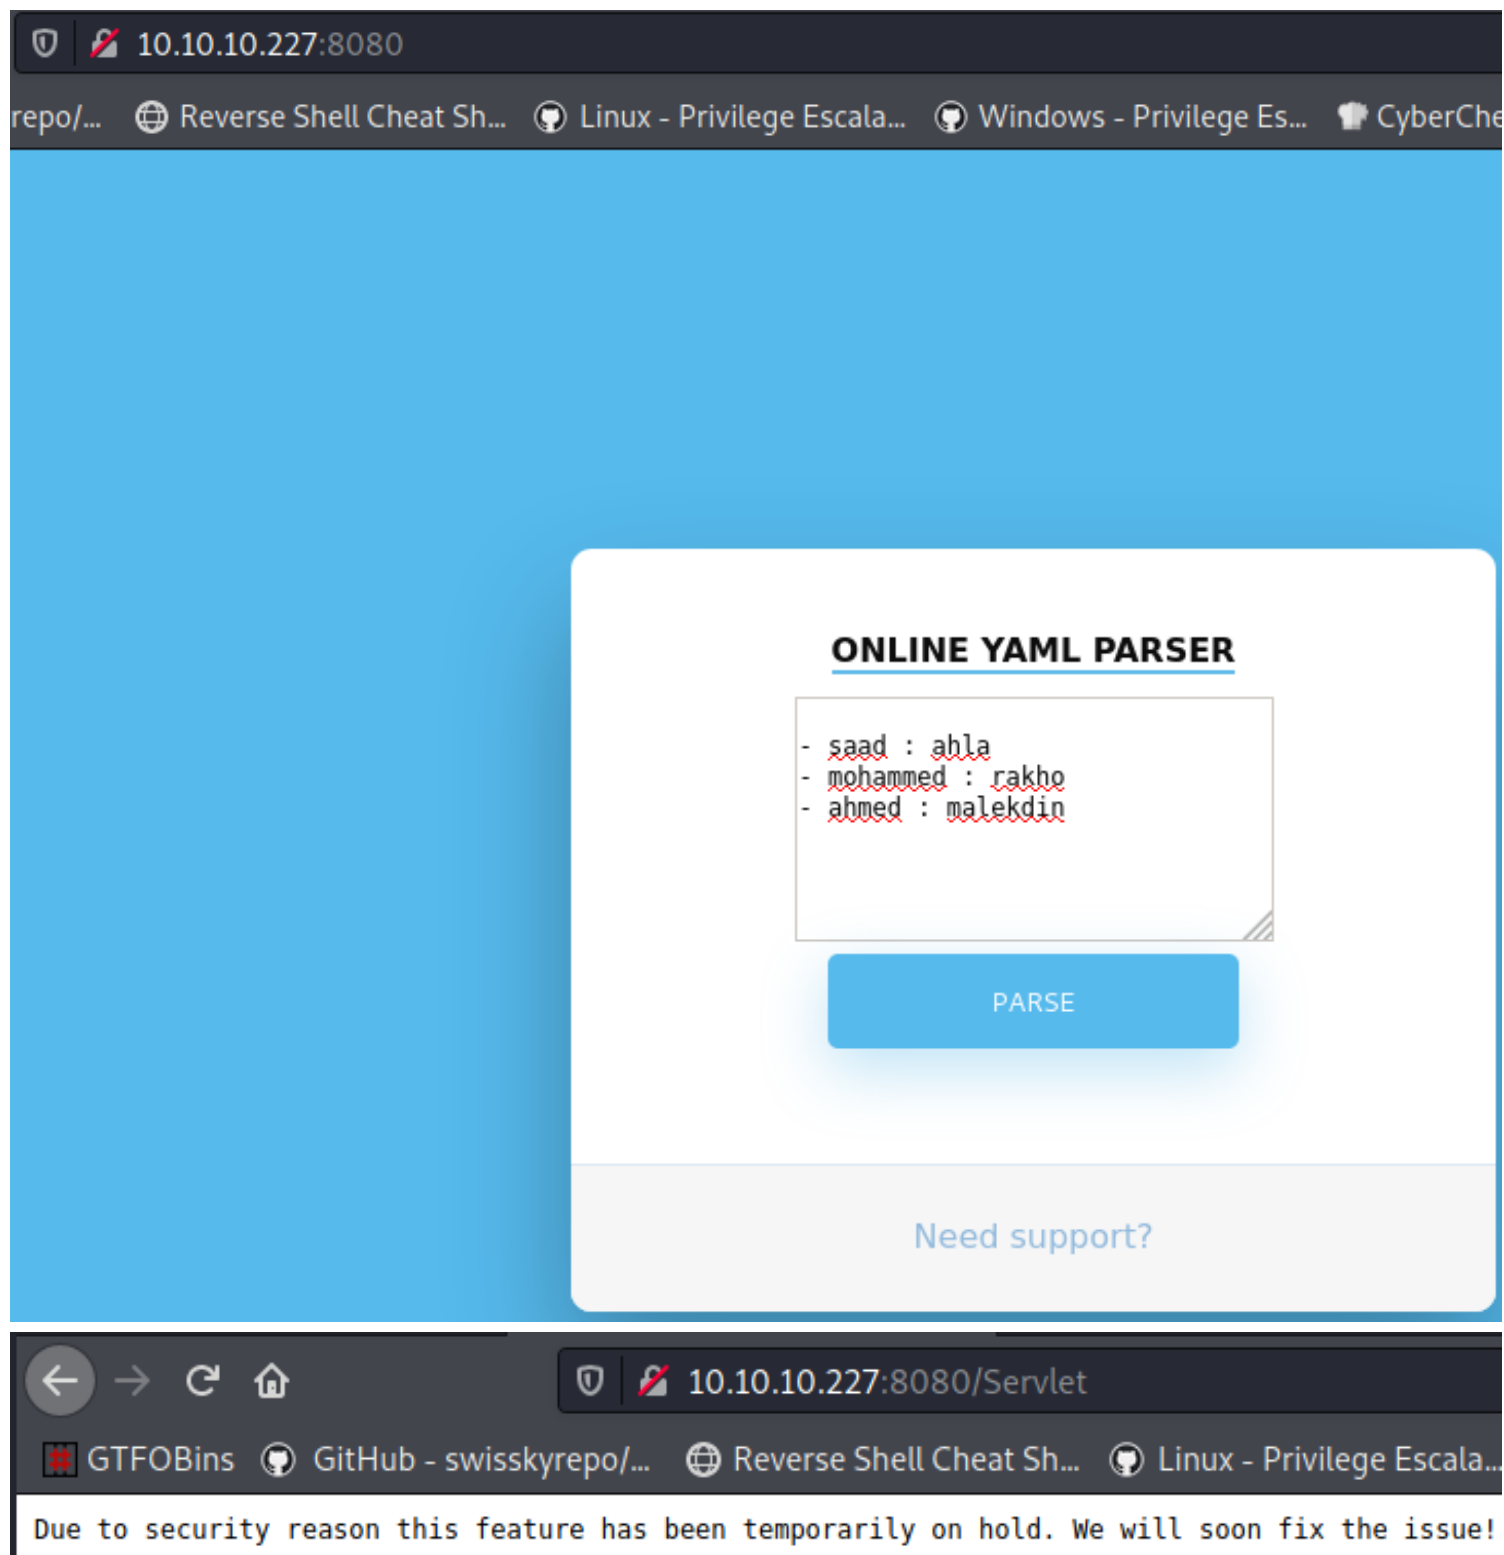 10.10.10.227:8080
repo/... Reverse Shell Cheat Sh... Linux - Privilege Escala... Windows - Privilege Es... CyberChe
ONLINE YAML PARSER
- saad : ahla
- mohammed : rakho
- ahmed : malekdin
PARSE
Need support?
10.10.10.227:8080/Servlet
GTFOBins GitHub - swisskyrepo/... Reverse Shell Cheat Sh... Linux - Privilege Escala...
Due to security reason this feature has been temporarily on hold. We will soon fix the issue!